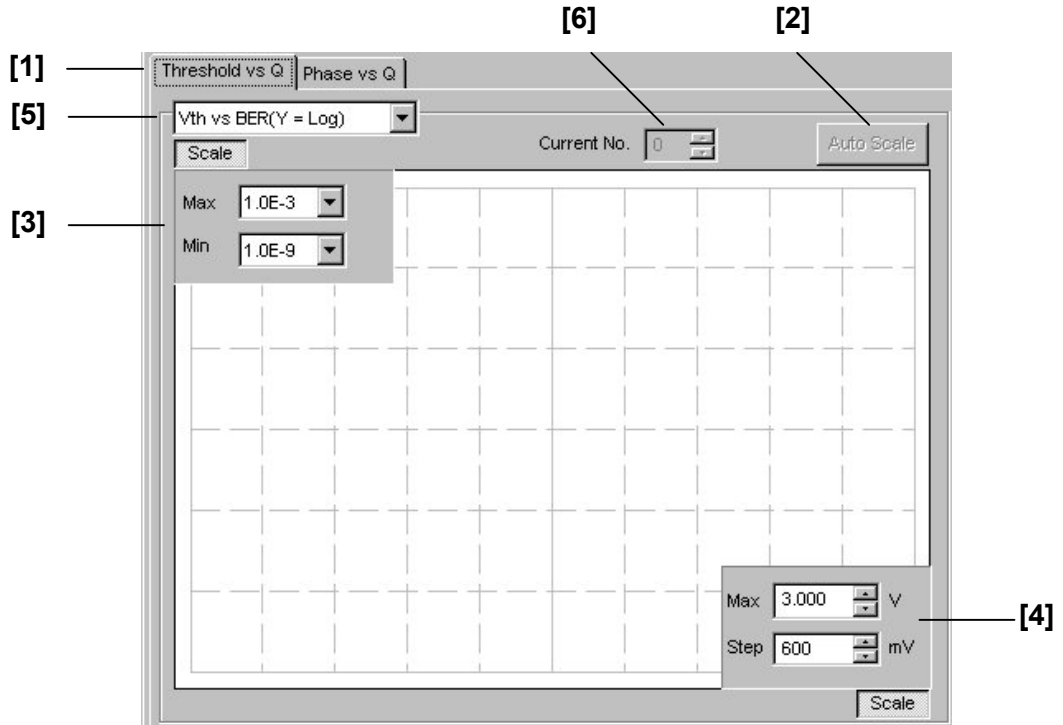 [6] [2]
[1] Threshold vs Q Phase vs Q
[5] Vth vs BER(Y = Log)
Scale Current No. 0 Auto Scale
[3] Max 1.0E-3
Min 1.0E-9
Max 3.000 V
[4]
Step 600 mV
Scale